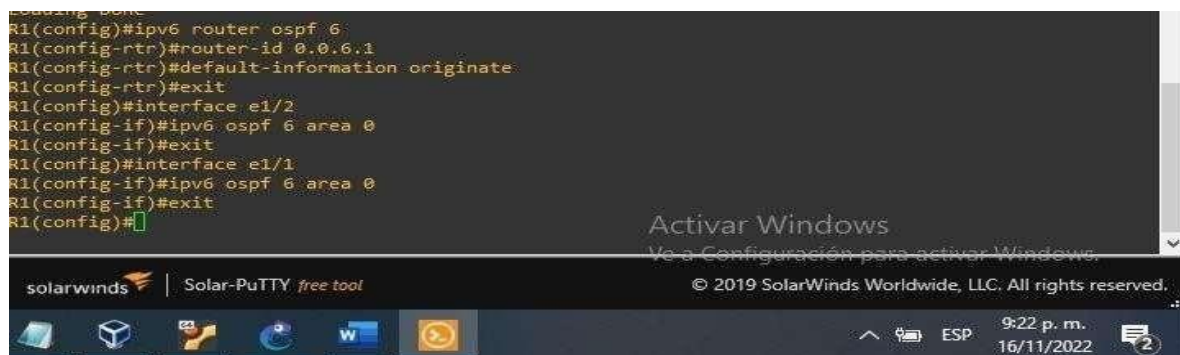 Loading Done
R1(config)#ipv6 router ospf 6
R1(config-rtr)#router-id 0.0.6.1
R1(config-rtr)#default-information originate
R1(config-rtr)#exit
R1(config)#interface e1/2
R1(config-if)#ipv6 ospf 6 area 0
R1(config-if)#exit
R1(config)#interface e1/1
R1(config-if)#ipv6 ospf 6 area 0
R1(config-if)#exit
R1(config)#
Activar Windows
Ve a Configuración para activar Windows.
solarwinds Solar-PuTTY free tool © 2019 SolarWinds Worldwide, LLC. All rights reserved.
W ESP 9:22 p. m.
16/11/2022 2